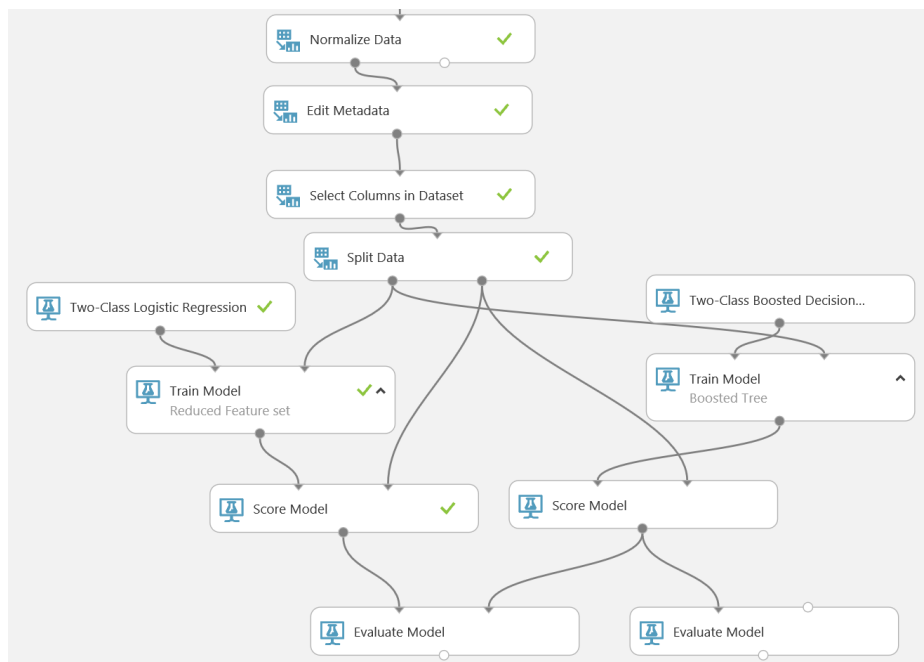 Normalize Data
Edit Metadata
Select Columns in Dataset
Split Data
Two-Class Logistic Regression
Two-Class Boosted Decision...
Train Model
Reduced Feature set
Train Model
Boosted Tree
Score Model
Score Model
Evaluate Model
Evaluate Model